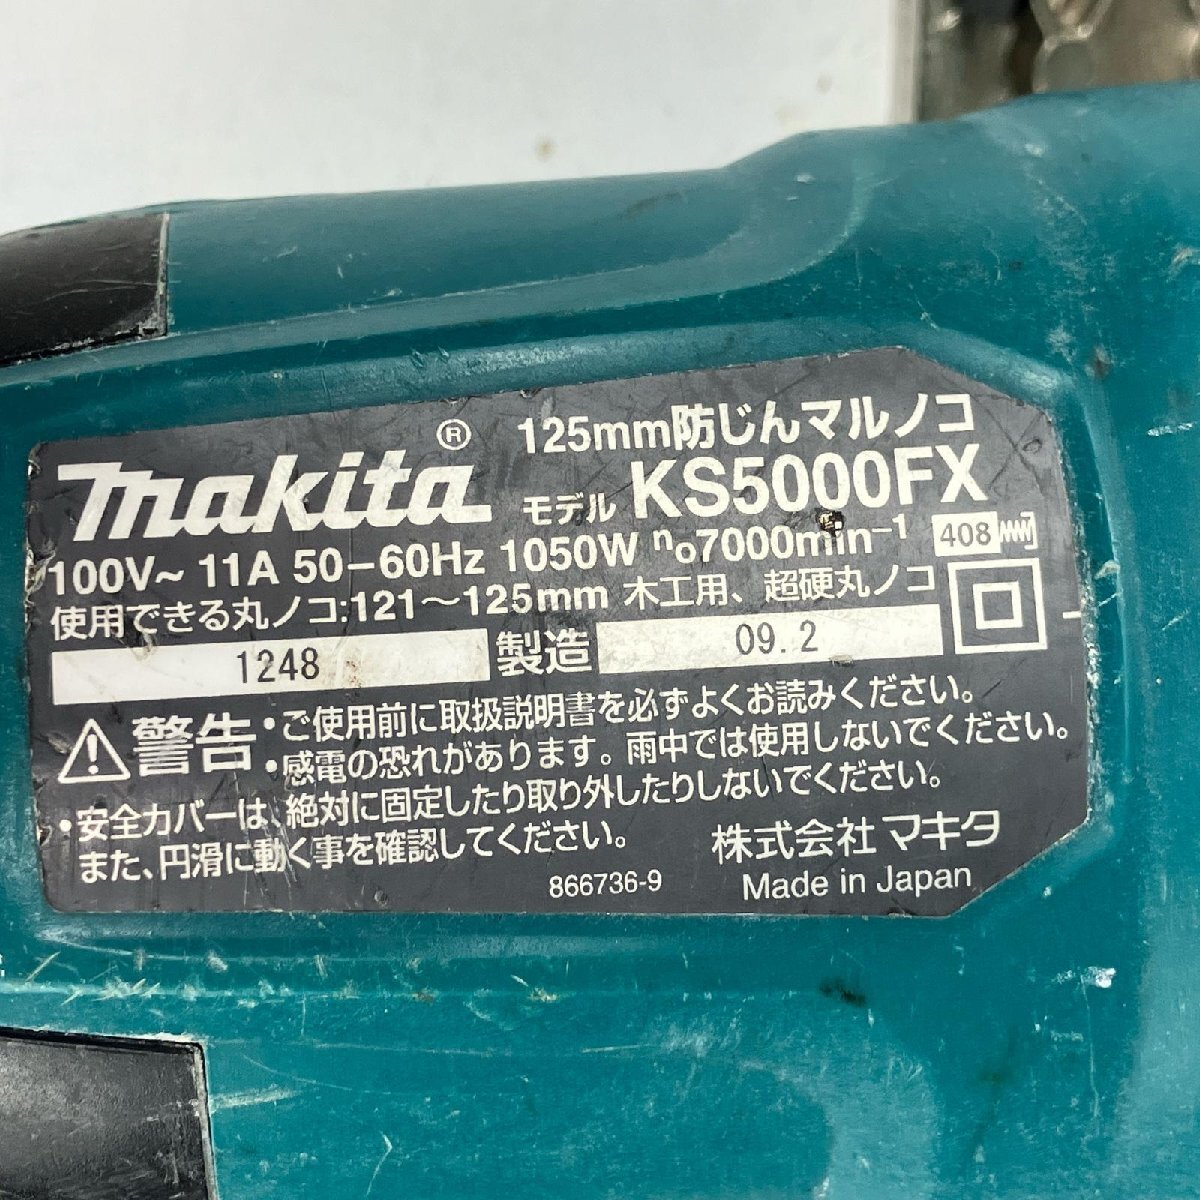 makita® 125mm防じんマルノコ
モデル KS5000FX
100V~ 11A 50-60Hz 1050W n₀7000min⁻¹ 408
使用できる丸ノコ:121〜125mm 木工用、超硬丸ノコ
1248 製造 09.2
警告 •ご使用前に取扱説明書を必ずよくお読みください。
•感電の恐れがあります。雨中では使用しないでください。
•安全カバーは、絶対に固定したり取り外したりしないでください。
また、円滑に動く事を確認してください。
株式会社 マキタ
866736-9 Made in Japan